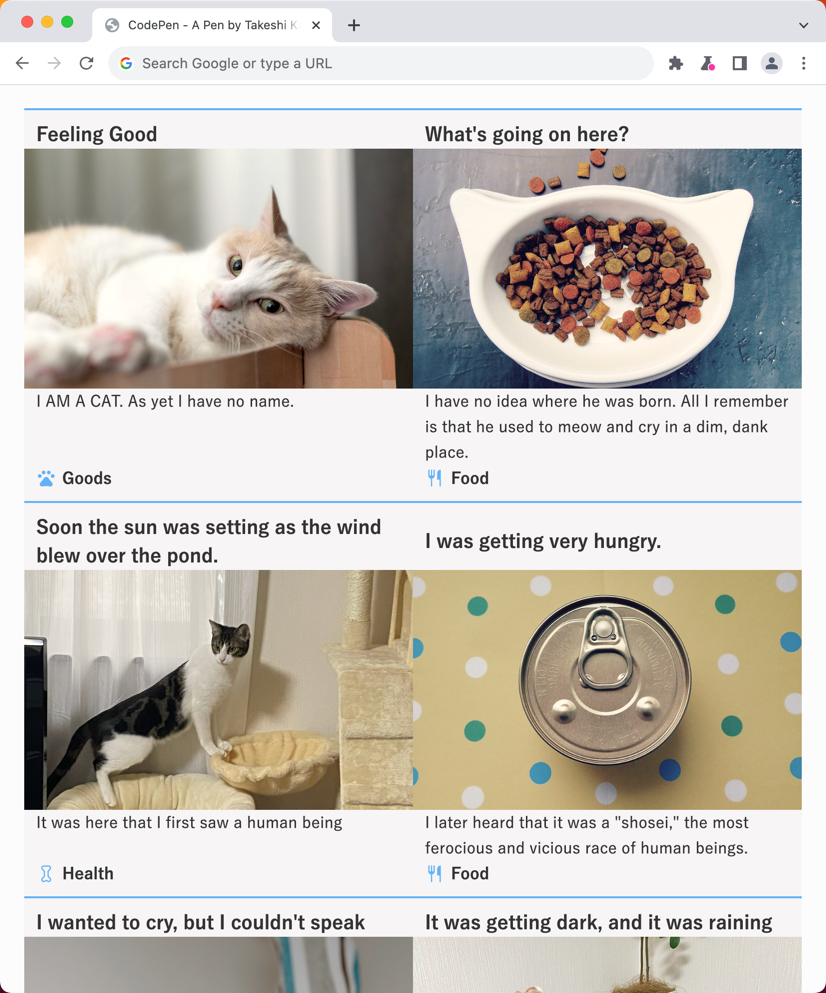 CodePen - A Pen by Takeshi K
Search Google or type a URL
Feeling Good
What's going on here?
I AM A CAT. As yet I have no name.
I have no idea where he was born. All I remember
is that he used to meow and cry in a dim, dank
place.
Goods
Food
Soon the sun was setting as the wind
blew over the pond.
I was getting very hungry.
It was here that I first saw a human being
I later heard that it was a "shosei," the most
ferocious and vicious race of human beings.
Health
Food
I wanted to cry, but I couldn't speak
It was getting dark, and it was raining